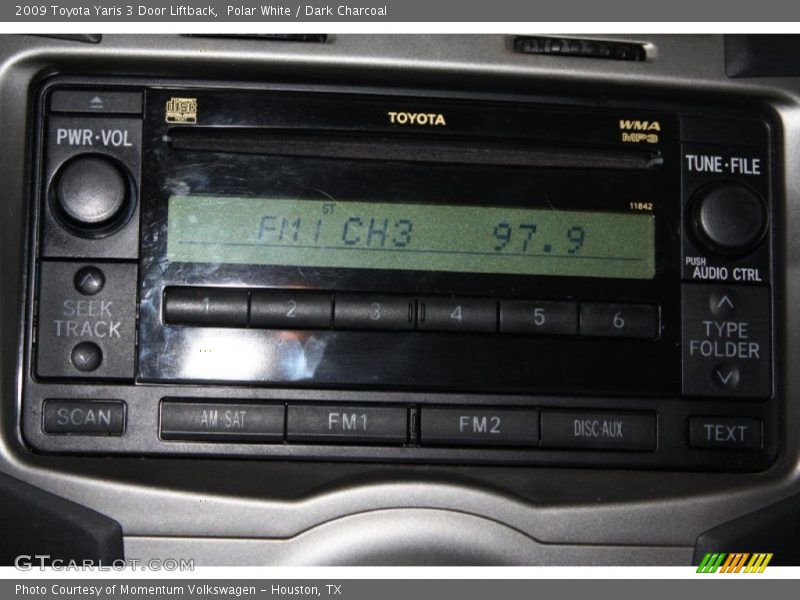 2009 Toyota Yaris 3 Door Liftback,  Polar White / Dark Charcoal
disc
TEXT
TOYOTA
WMA
MP3
PWR·VOL
TUNE·FILE
11842
ST
FM1 CH3 97.9
PUSH
AUDIO CTRL
SEEK
TRACK
1 2 3 4 5 6
TYPE
FOLDER
SCAN
AM·SAT
FM1
FM2
DISC·AUX
TEXT
GTCARLOT.COM
Photo Courtesy of Momentum Volkswagen – Houston, TX